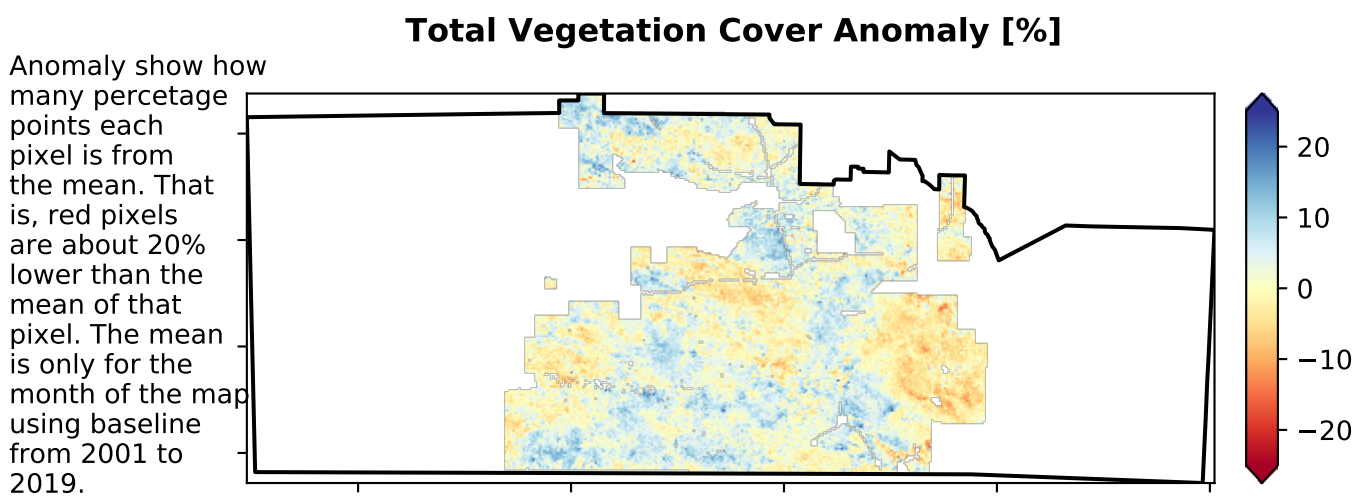 Total Vegetation Cover Anomaly [%]
Anomaly show how
many percetage
points each
pixel is from
the mean. That
is, red pixels
are about 20%
lower than the
mean of that
pixel. The mean
is only for the
month of the map
using baseline
from 2001 to
2019.
20
10
0
−10
−20